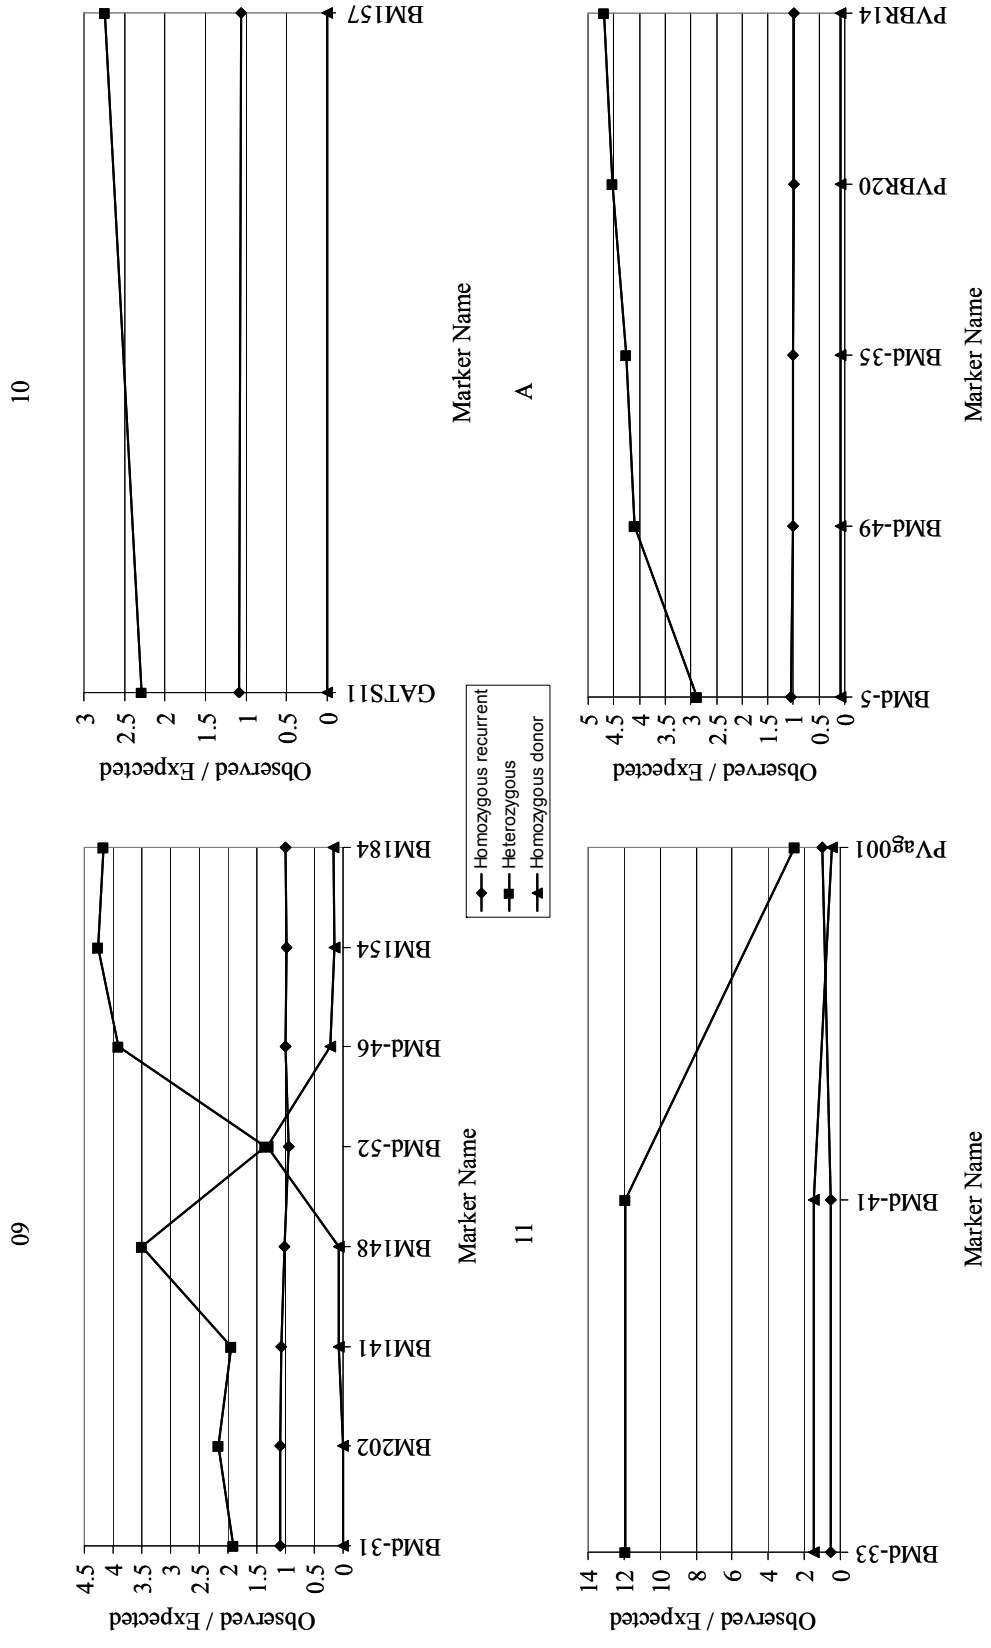 09
Observed / Expected
4.5
4
3.5
3
2.5
2
1.5
1
0.5
0
BMd-31
BM202
BM141
BM148
BMd-52
BMd-46
BM154
BM184
Marker Name
10
Observed / Expected
3
2.5
2
1.5
1
0.5
0
GATS11
BM157
Marker Name
Homozygous recurrent
Heterozygous
Homozygous donor
11
Observed / Expected
14
12
10
8
6
4
2
0
BMd-33
BMd-41
PVag001
Marker Name
A
Observed / Expected
5
4.5
4
3.5
3
2.5
2
1.5
1
0.5
0
BMd-5
BMd-49
BMd-35
PVBR20
PVBR14
Marker Name